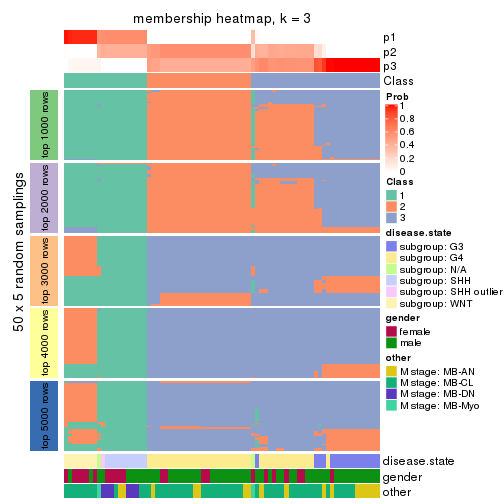 membership heatmap, k = 3
p1
p2
p3
Class
50 x 5 random samplings
top 1000 rows
top 2000 rows
top 3000 rows
top 4000 rows
top 5000 rows
Prob
1
0.8
0.6
0.4
0.2
0
Class
1
2
3
disease.state
subgroup: G3
subgroup: G4
subgroup: N/A
subgroup: SHH
subgroup: SHH outlier
subgroup: WNT
gender
female
male
other
M stage: MB-AN
M stage: MB-CL
M stage: MB-DN
M stage: MB-Myo
disease.state
gender
other